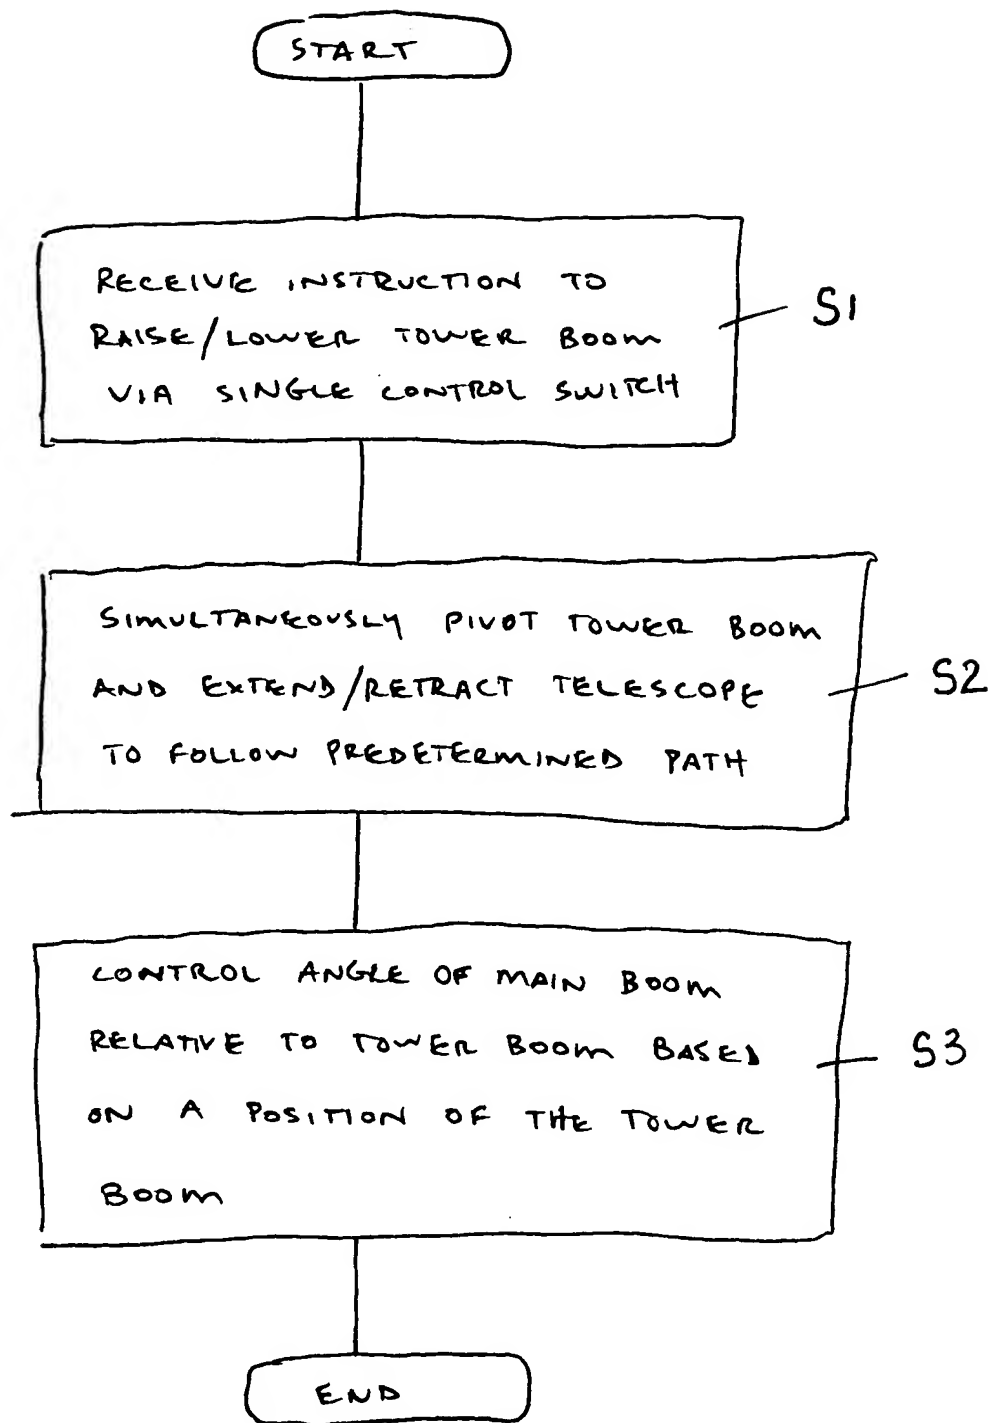 START
RECEIVE INSTRUCTION TO
RAISE/LOWER TOWER BOOM
VIA SINGLE CONTROL SWITCH
S1
SIMULTANEOUSLY PIVOT TOWER BOOM
AND EXTEND/RETRACT TELESCOPE
TO FOLLOW PREDETERMINED PATH
S2
CONTROL ANGLE OF MAIN BOOM
RELATIVE TO TOWER BOOM BASED
ON A POSITION OF THE TOWER
BOOM
S3
END